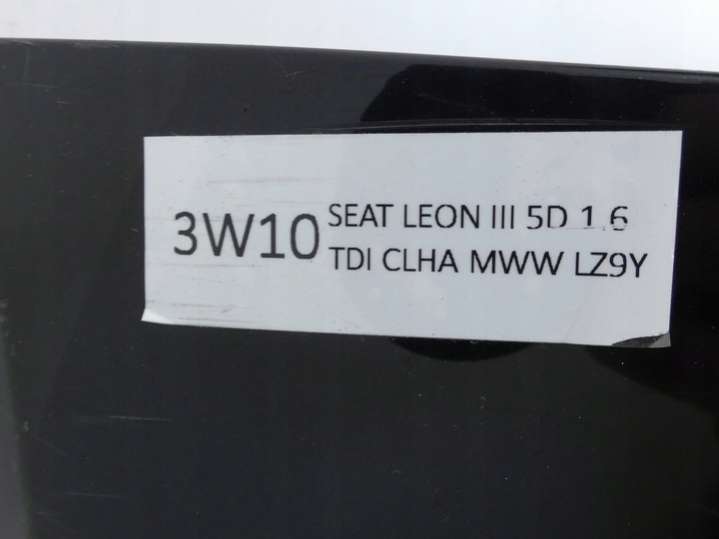 3W10
SEAT LEON III 5D 1.6
TDI CLHA MWW LZ9Y